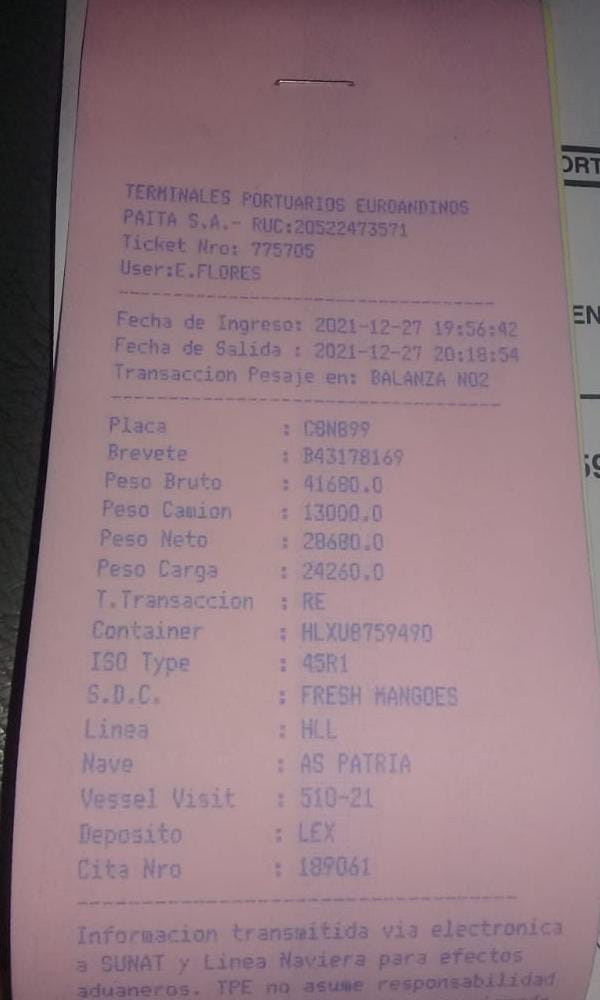 TERMINALES PORTUARIOS EUROANDINOS
PAITA S.A.- RUC:20522473571
Ticket Nro: 775705
User:E.FLORES
Fecha de Ingreso: 2021-12-27 19:56:42
Fecha de Salida : 2021-12-27 20:18:54
Transaccion Pesaje en: BALANZA NO2
Placa : C8N899
Brevete : B43178169
Peso Bruto : 41680.0
Peso Camion : 13000.0
Peso Neto : 28680.0
Peso Carga : 24260.0
T.Transaccion : RE
Container : HLXU8759490
ISO Type : 45R1
S.D.C. : FRESH MANGOES
Linea : HLL
Nave : AS PATRIA
Vessel Visit : 510-21
Deposito : LEX
Cita Nro : 189061
Informacion transmitida via electronica
a SUNAT y Linea Naviera para efectos
aduaneros. TPE no asume responsabilidad
ORT
EN